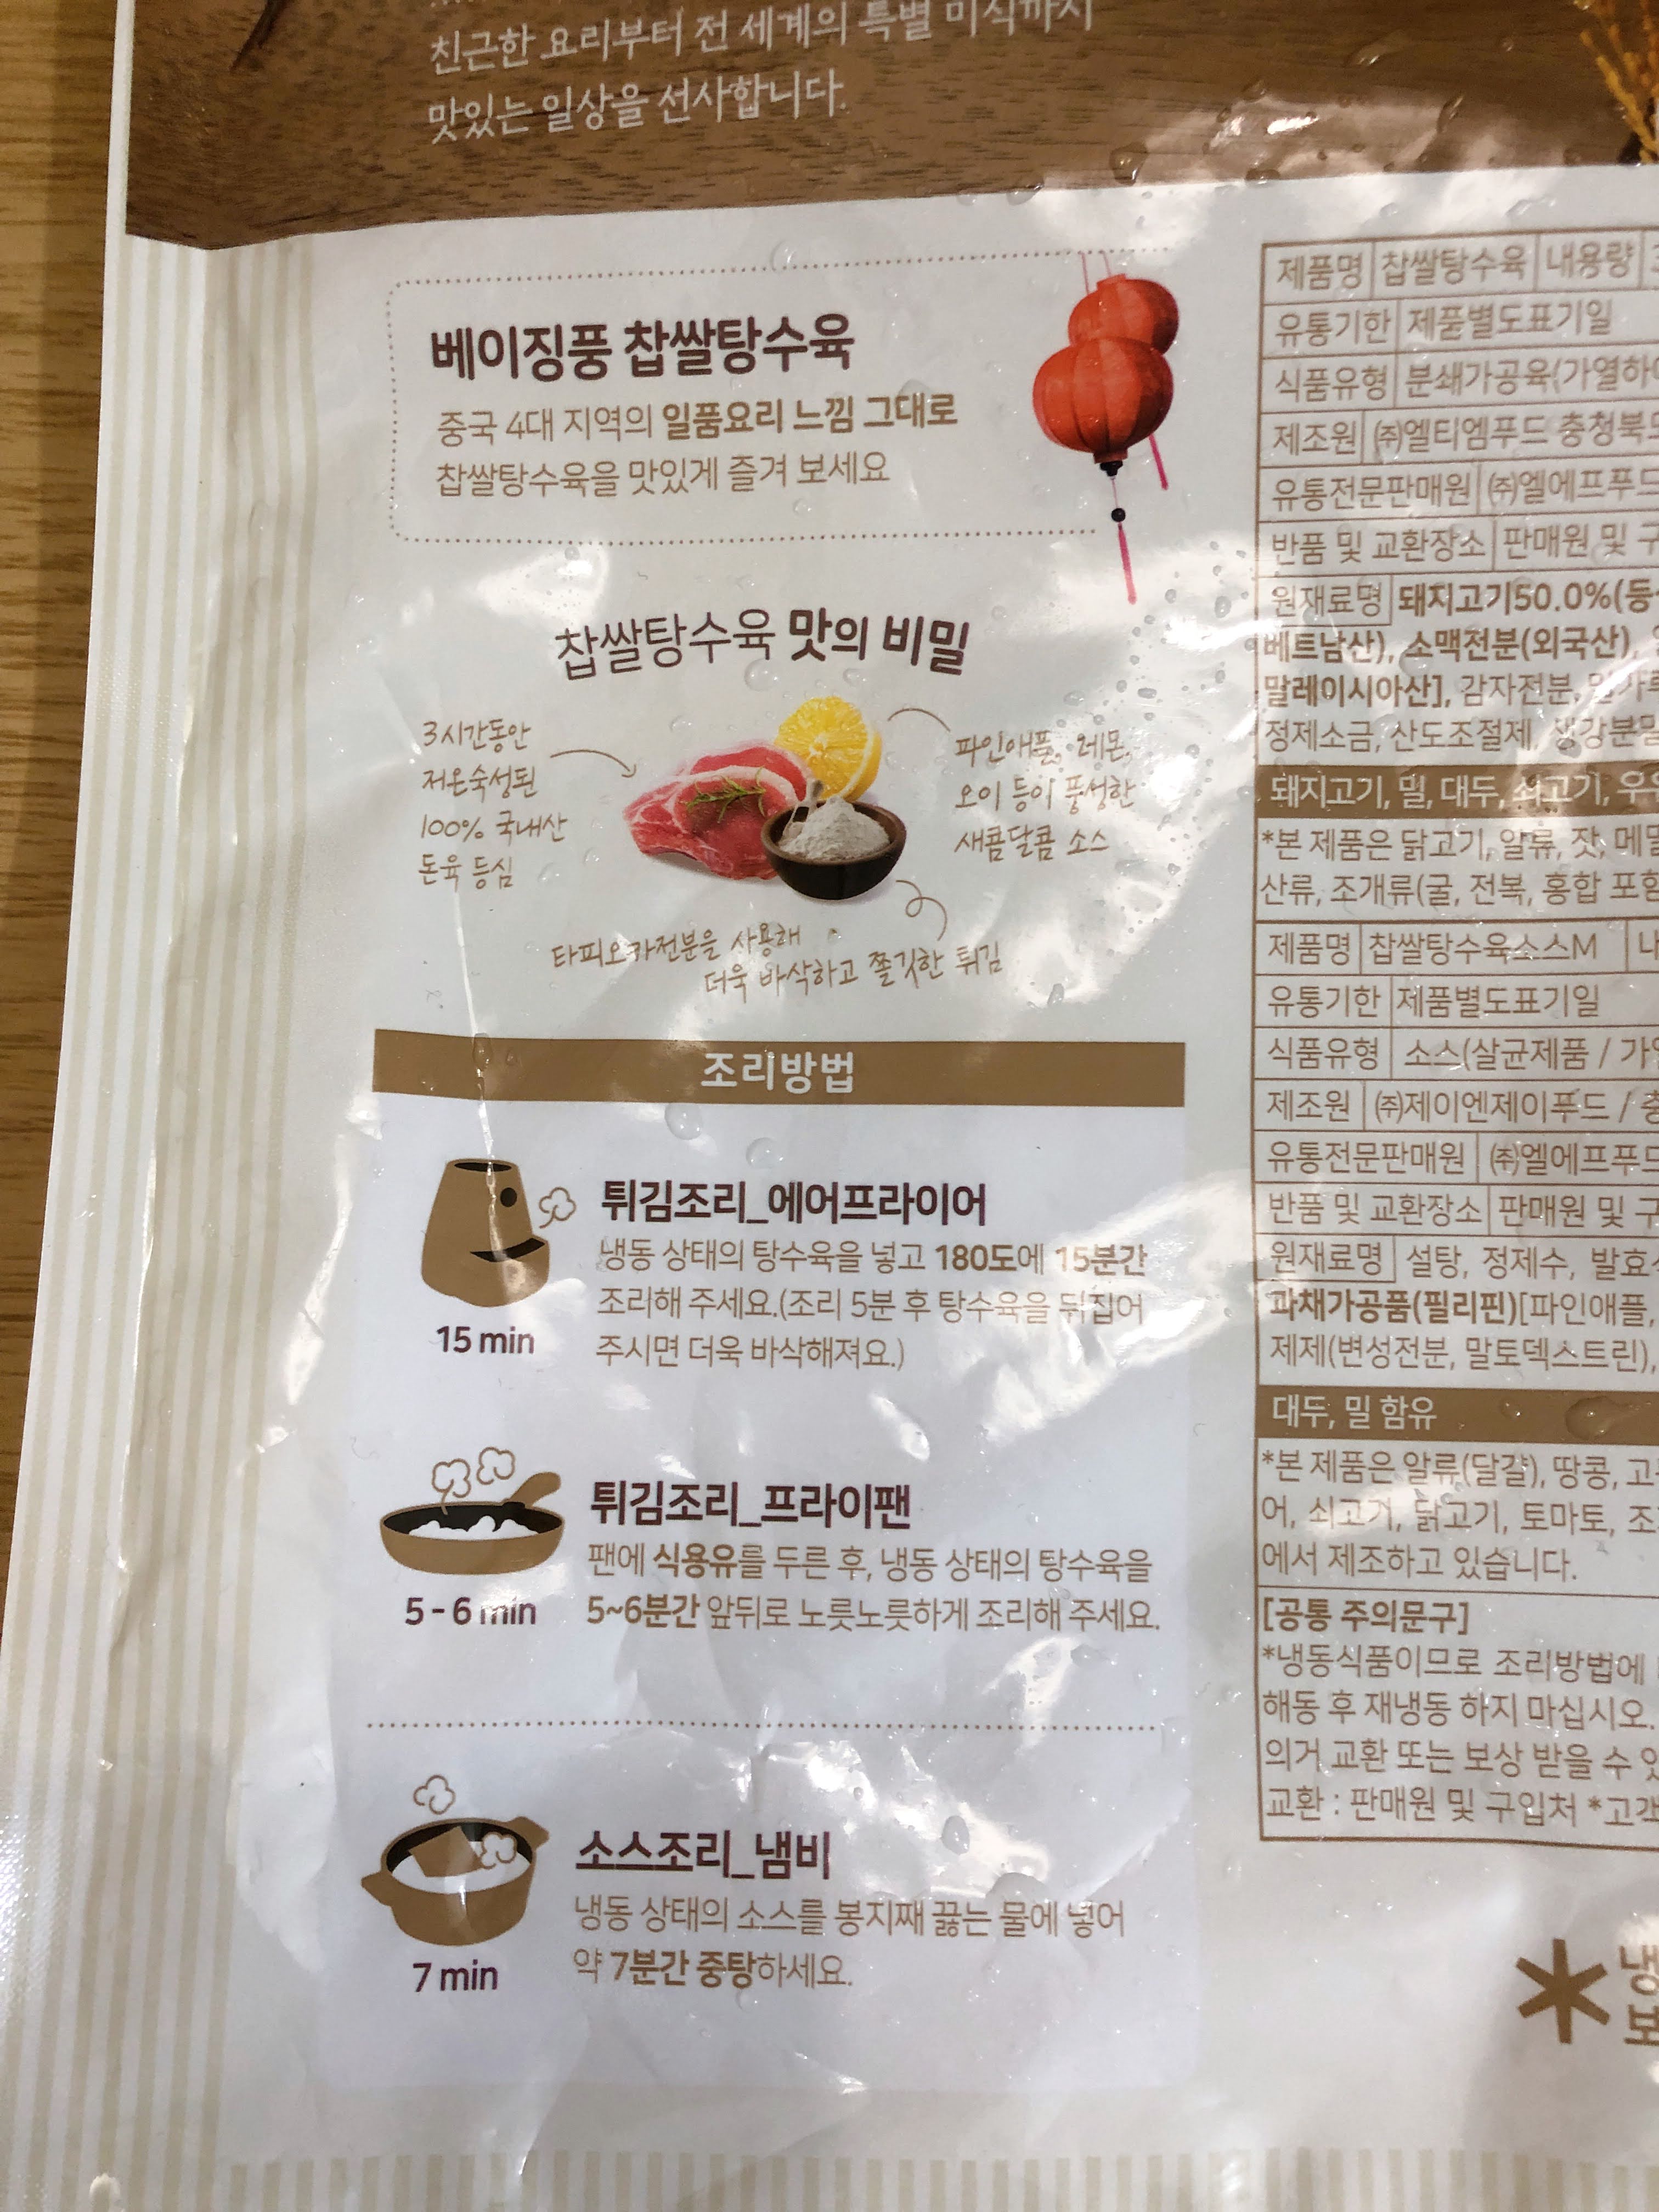 친근한 요리부터 전 세계의 특별 미식까지
맛있는 일상을 선사합니다.
베이징풍 찹쌀탕수육
중국 4대 지역의 일품요리 느낌 그대로
찹쌀탕수육을 맛있게 즐겨 보세요
찹쌀탕수육 맛의 비밀
3시간동안
저온숙성된
100% 국내산
돈육 등심
파인애플, 레몬,
오이 등이 풍성한
새콤달콤 소스
타피오카전분을 사용해
더욱 바삭하고 쫄깃한 튀김
조리방법
튀김조리_에어프라이어
냉동 상태의 탕수육을 넣고 180도에 15분간
조리해 주세요.(조리 5분 후 탕수육을 뒤집어
주시면 더욱 바삭해져요.)
15 min
튀김조리_프라이팬
팬에 식용유를 두른 후, 냉동 상태의 탕수육을
5~6분간 앞뒤로 노릇노릇하게 조리해 주세요.
5 - 6 min
소스조리_냄비
냉동 상태의 소스를 봉지째 끓는 물에 넣어
약 7분간 중탕하세요.
7 min
제품명 찹쌀탕수육 내용량
유통기한 제품별도표기일
식품유형 분쇄가공육(가열하
제조원 ㈜엘티엠푸드 충청북도
유통전문판매원 ㈜엘에프푸드
반품 및 교환장소 판매원 및 구
원재료명 돼지고기50.0%(등
베트남산), 소맥전분(외국산),
말레이시아산], 감자전분, 밀가루
정제소금, 산도조절제, 생강분말
돼지고기, 밀, 대두, 쇠고기, 우유
*본 제품은 닭고기, 알류, 잣, 메밀
산류, 조개류(굴, 전복, 홍합 포함
제품명 찹쌀탕수육소스M 내
유통기한 제품별도표기일
식품유형 소스(살균제품 / 가열
제조원 ㈜제이엔제이푸드 / 충
유통전문판매원 ㈜엘에프푸드
반품 및 교환장소 판매원 및 구
원재료명 설탕, 정제수, 발효
과채가공품(필리핀)[파인애플,
제제(변성전분, 말토덱스트린),
대두, 밀 함유
*본 제품은 알류(달걀), 땅콩, 고
어, 쇠고기, 닭고기, 토마토, 조
에서 제조하고 있습니다.
[공통 주의문구]
*냉동식품이므로 조리방법에
해동 후 재냉동 하지 마십시오.
의거 교환 또는 보상 받을 수 있
교환 : 판매원 및 구입처 *고객
냉
보